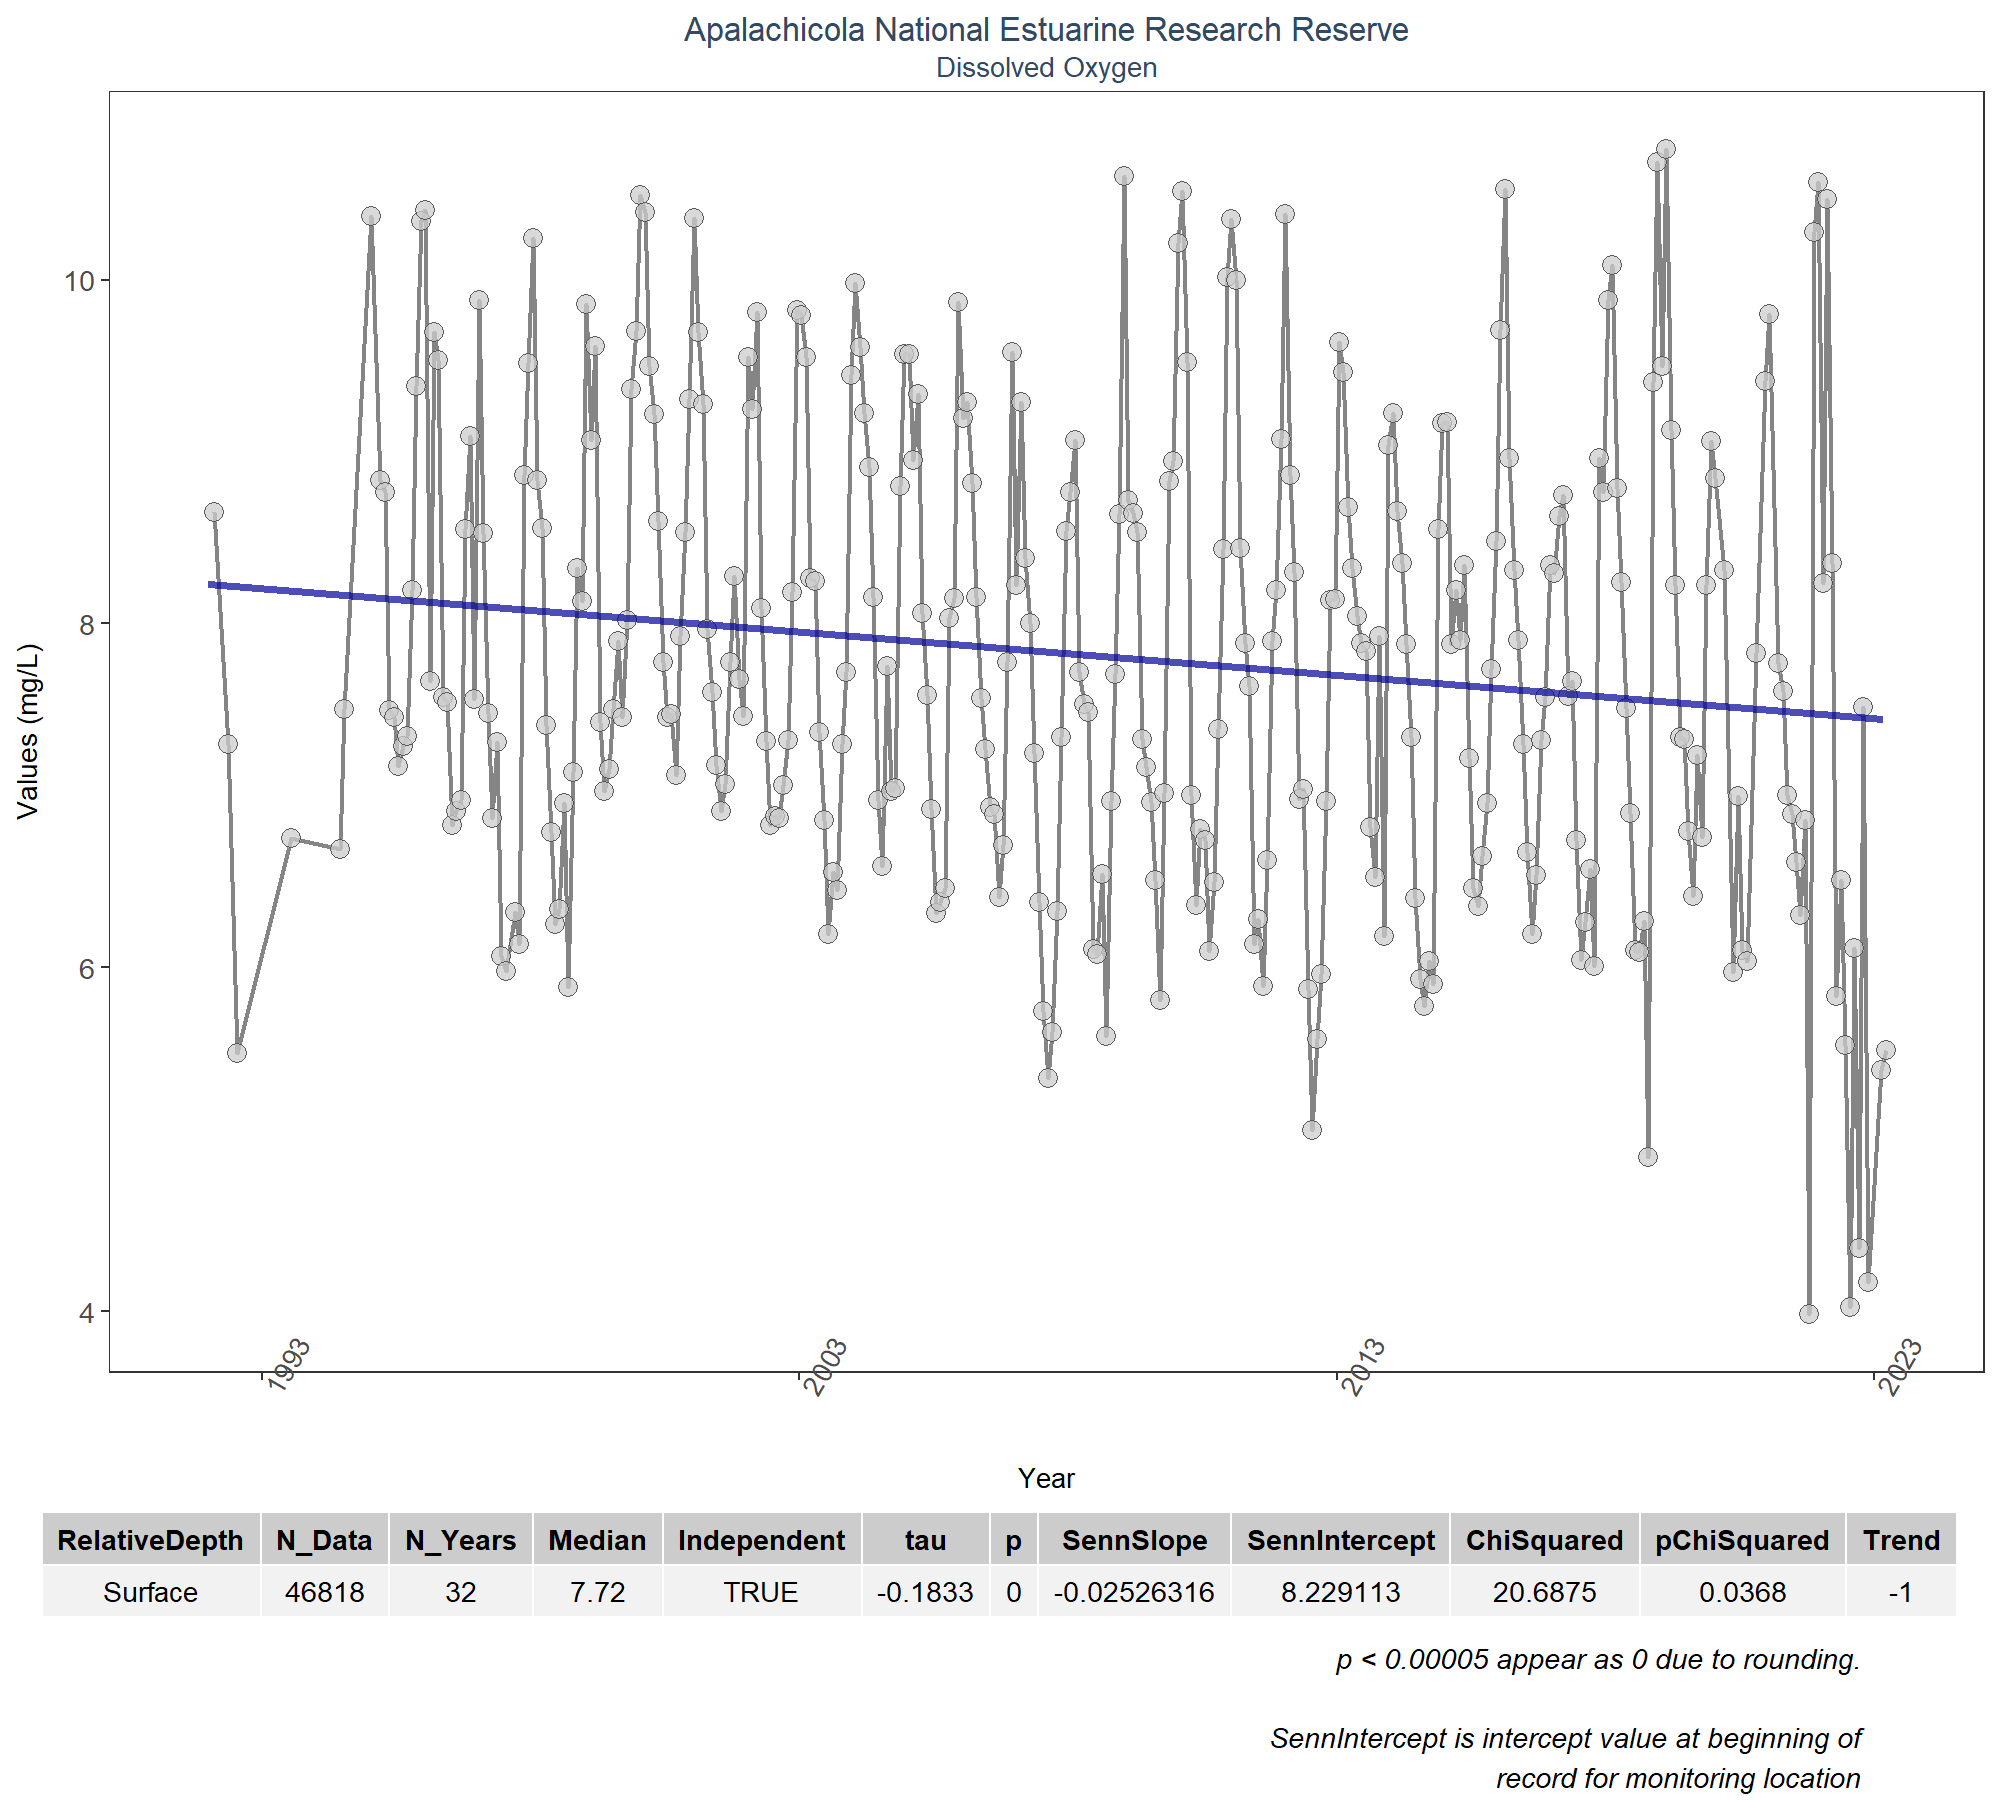 Apalachicola National Estuarine Research Reserve
Dissolved Oxygen
Values (mg/L)
10
8
6
4
1993 2003 2013 2023
Year
RelativeDepth N_Data N_Years Median Independent tau p SennSlope SennIntercept ChiSquared pChiSquared Trend
Surface 46818 32 7.72 TRUE -0.1833 0 -0.02526316 8.229113 20.6875 0.0368 -1
p < 0.00005 appear as 0 due to rounding.
SennIntercept is intercept value at beginning of
record for monitoring location